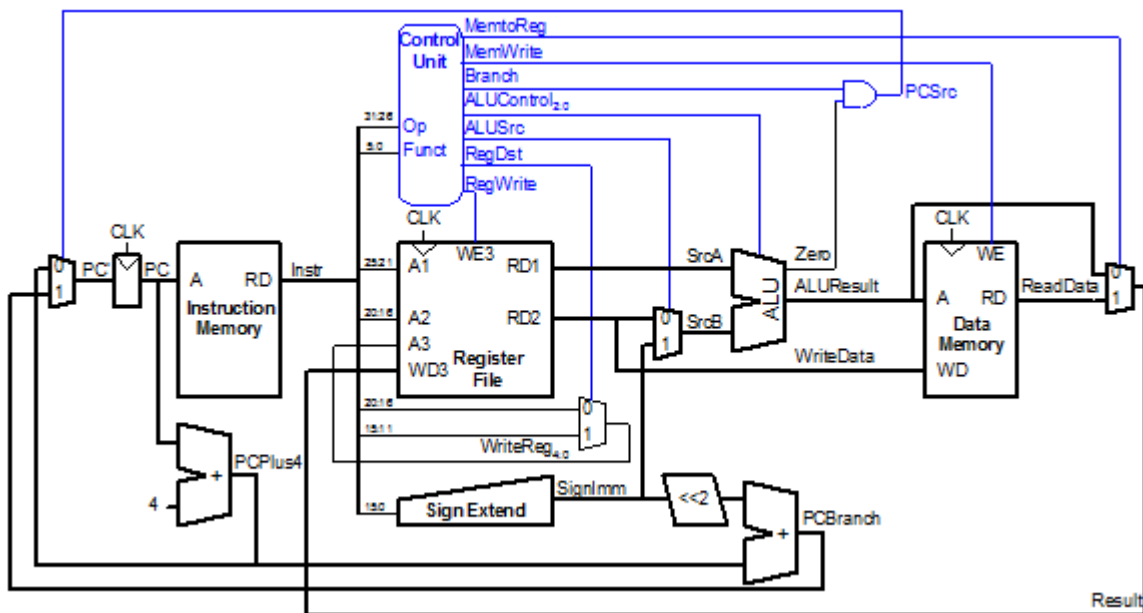 MemtoReg
Control Unit
MemWrite
Branch
ALUControl2:0
PCSrc
31:26
Op
ALUSrc
5:0
Funct
RegDst
RegWrite
CLK
CLK
CLK
0
1
PC'
PC
A
RD
Instr
Instruction Memory
25:21
A1
WE3
RD1
SrcA
Zero
WE
0
1
20:16
A2
RD2
0
1
SrcB
ALU
ALUResult
A
RD
ReadData
A3
Data Memory
WD3
Register File
WriteData
WD
20:16
0
15:11
1
WriteReg4:0
PCPlus4
+
4
SignImm
15:0
Sign Extend
<<2
+
PCBranch
Result